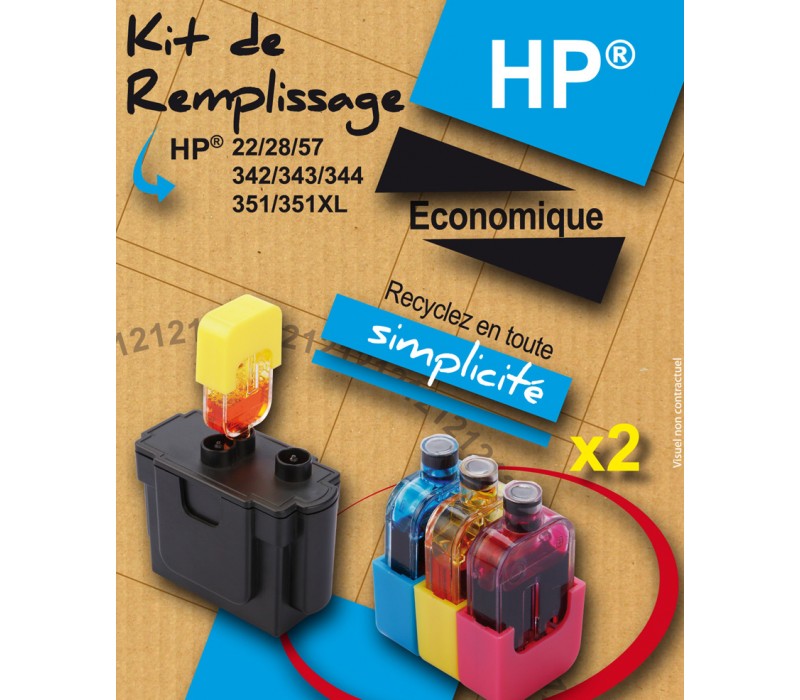 Kit de
Remplissage
HP®
HP® 22/28/57
342/343/344
351/351XL
Economique
Recyclez en toute
simplicité
x2
Visuel non contractuel